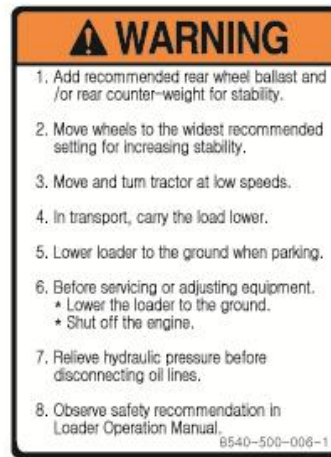 WARNING
1. Add recommended rear wheel ballast and
/or rear counter-weight for stability.
2. Move wheels to the widest recommended
setting for increasing stability.
3. Move and turn tractor at low speeds.
4. In transport, carry the load lower.
5. Lower loader to the ground when parking.
6. Before servicing or adjusting equipment.
* Lower the loader to the ground.
* Shut off the engine.
7. Relieve hydraulic pressure before
disconnecting oil lines.
8. Observe safety recommendation in
Loader Operation Manual.
8540-500-006-1